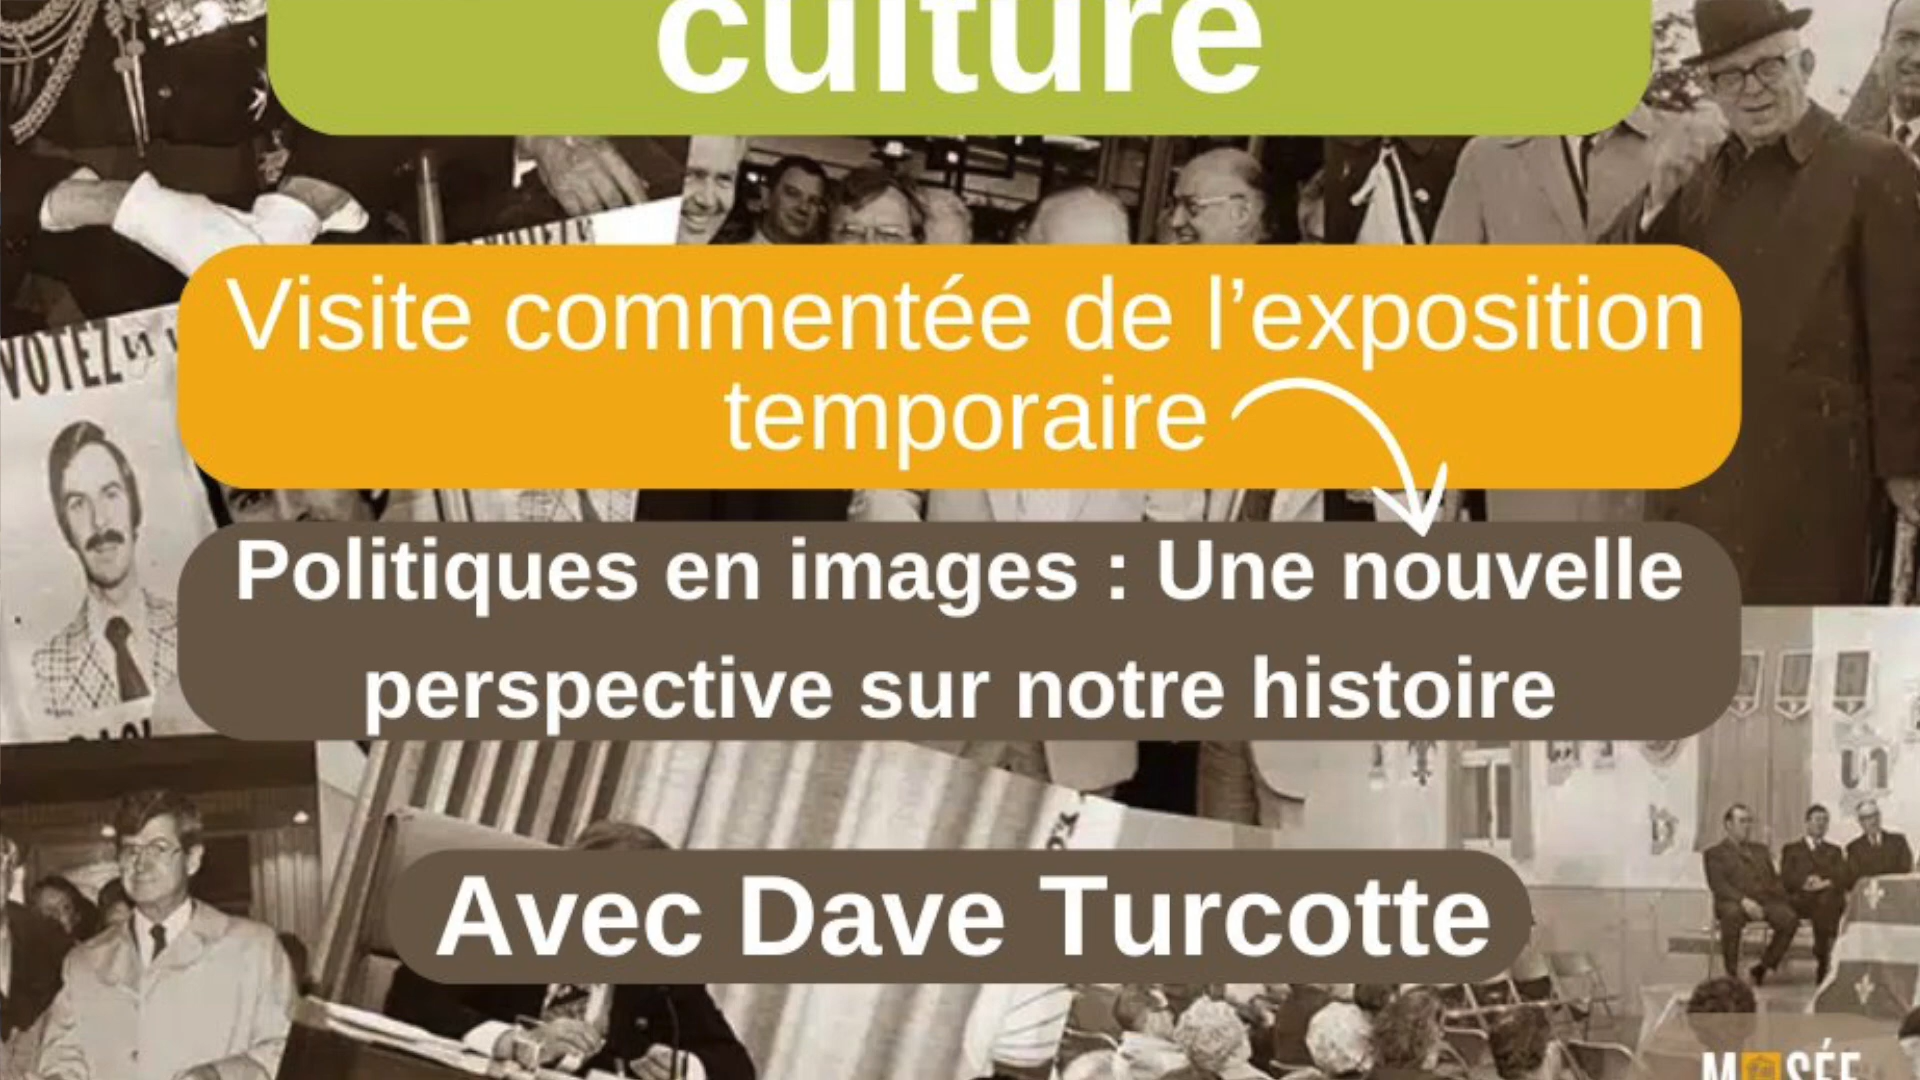 culture
Visite commentée de l’exposition
temporaire
VOTEZ
Politiques en images : Une nouvelle
perspective sur notre histoire
Avec Dave Turcotte
MUSÉE